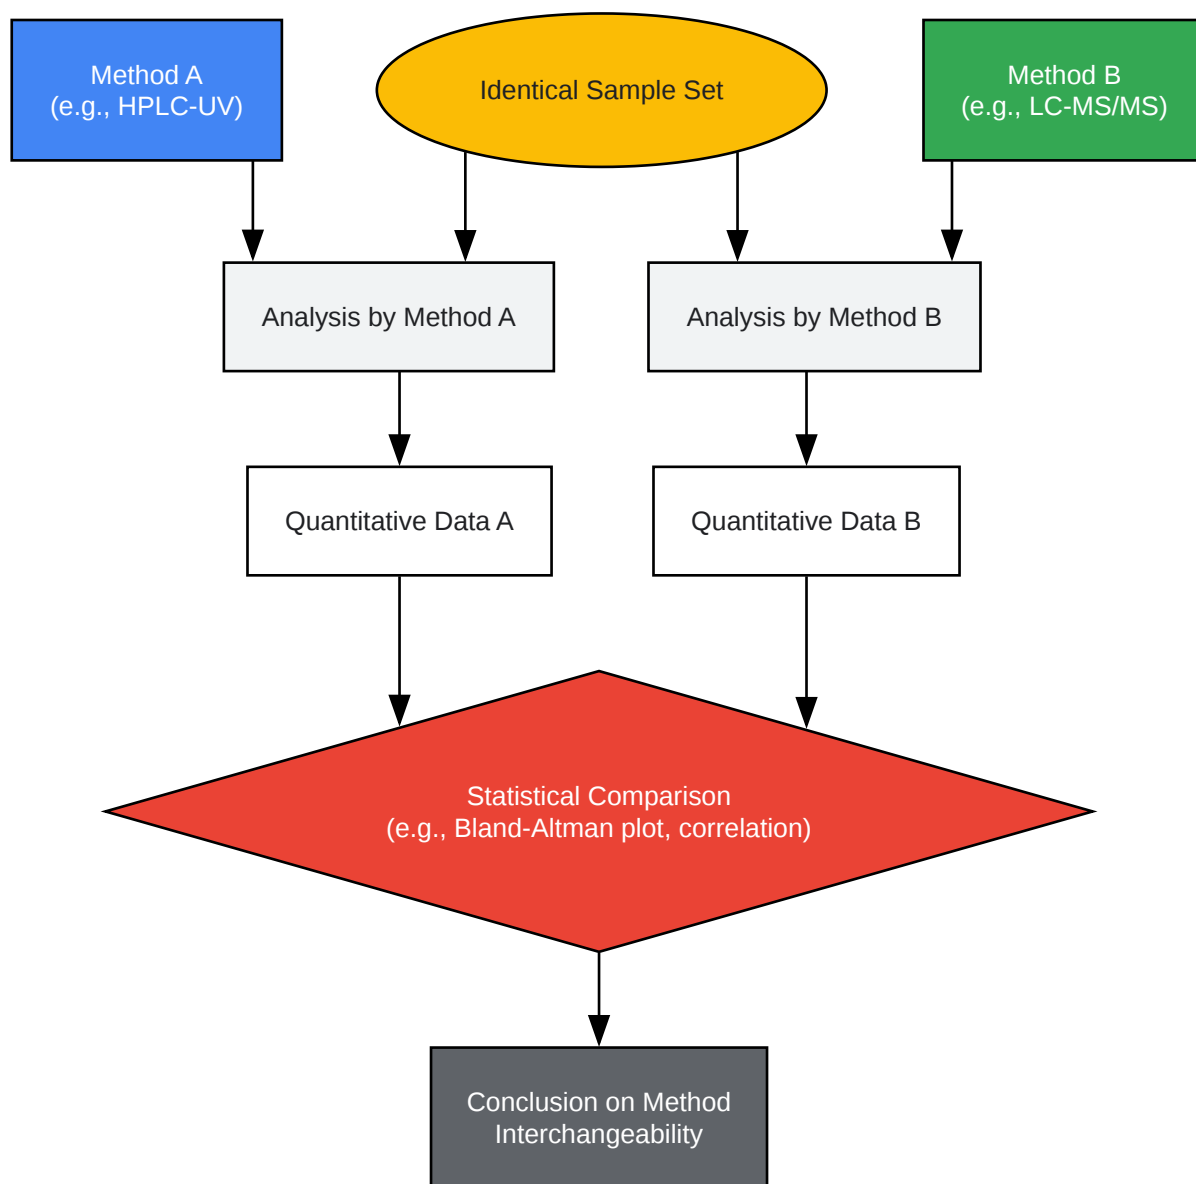 Method A
(e.g., HPLC-UV)
Identical Sample Set
Method B
(e.g., LC-MS/MS)
Analysis by Method A
Analysis by Method B
Quantitative Data A
Quantitative Data B
Statistical Comparison
(e.g., Bland-Altman plot, correlation)
Conclusion on Method
Interchangeability